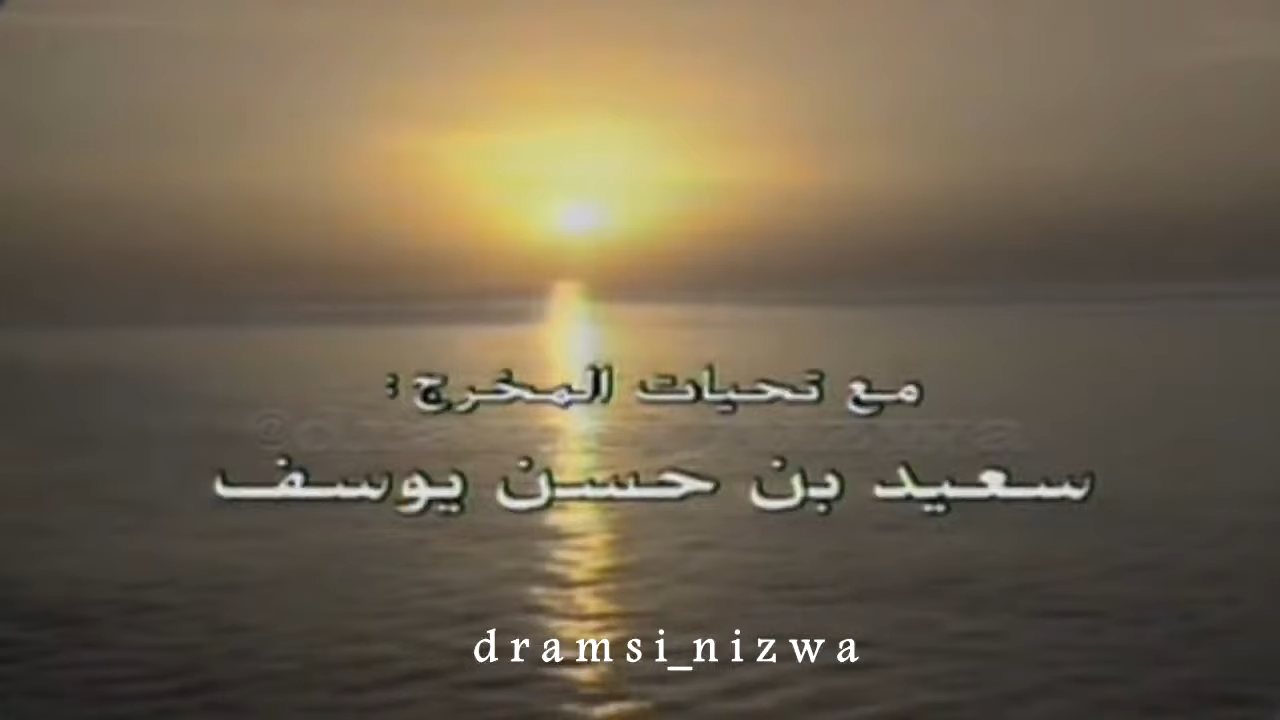 مع تحيات المخرج :
سعيد بن حسن يوسف
dramsi_nizwa